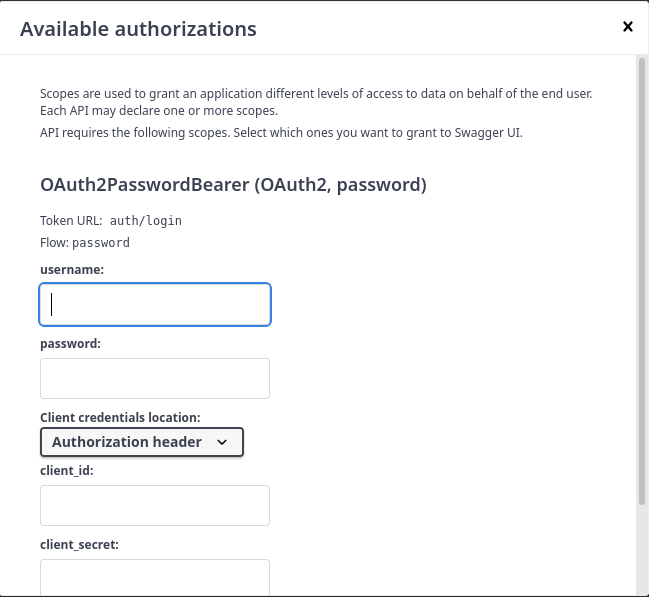 Available authorizations
Scopes are used to grant an application different levels of access to data on behalf of the end user.
Each API may declare one or more scopes.
API requires the following scopes. Select which ones you want to grant to Swagger UI.
OAuth2PasswordBearer (OAuth2, password)
Token URL: auth/login
Flow: password
username:
password:
Client credentials location:
Authorization header
client_id:
client_secret: